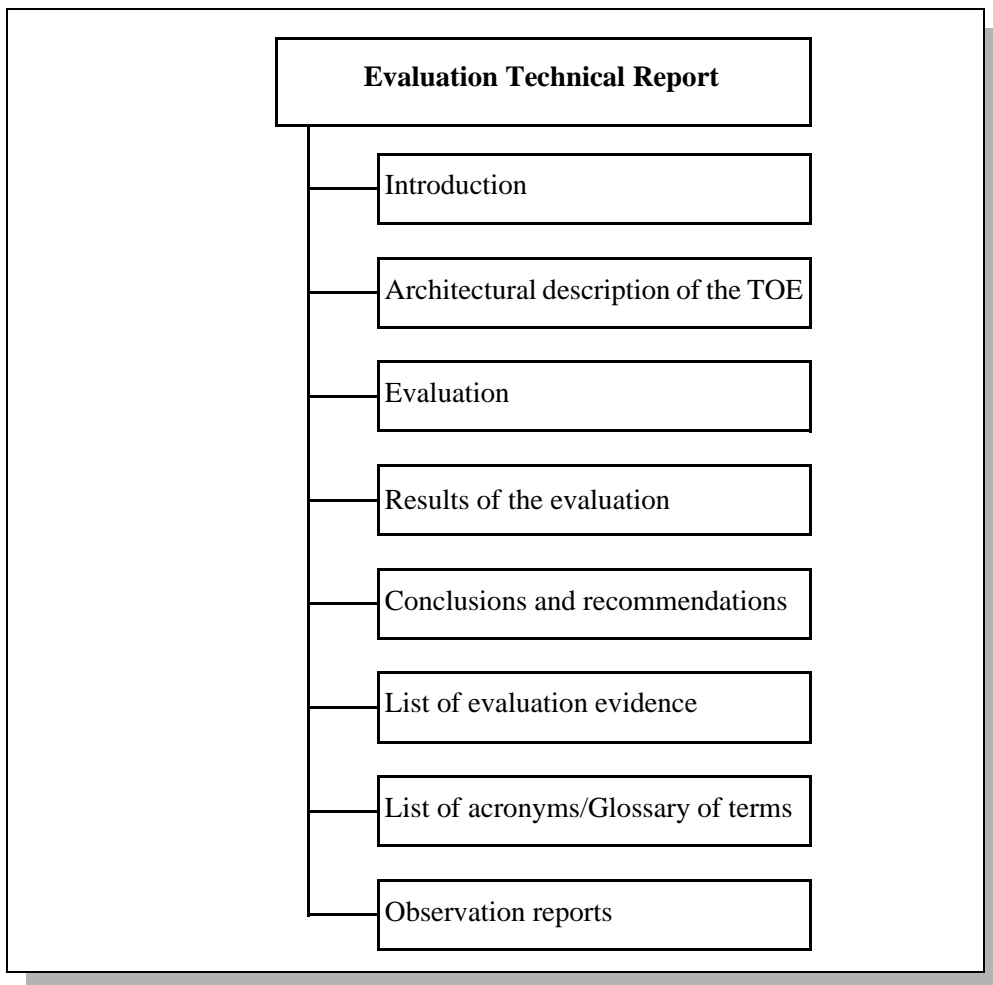 Evaluation Technical Report
Introduction
Architectural description of the TOE
Evaluation
Results of the evaluation
Conclusions and recommendations
List of evaluation evidence
List of acronyms/Glossary of terms
Observation reports